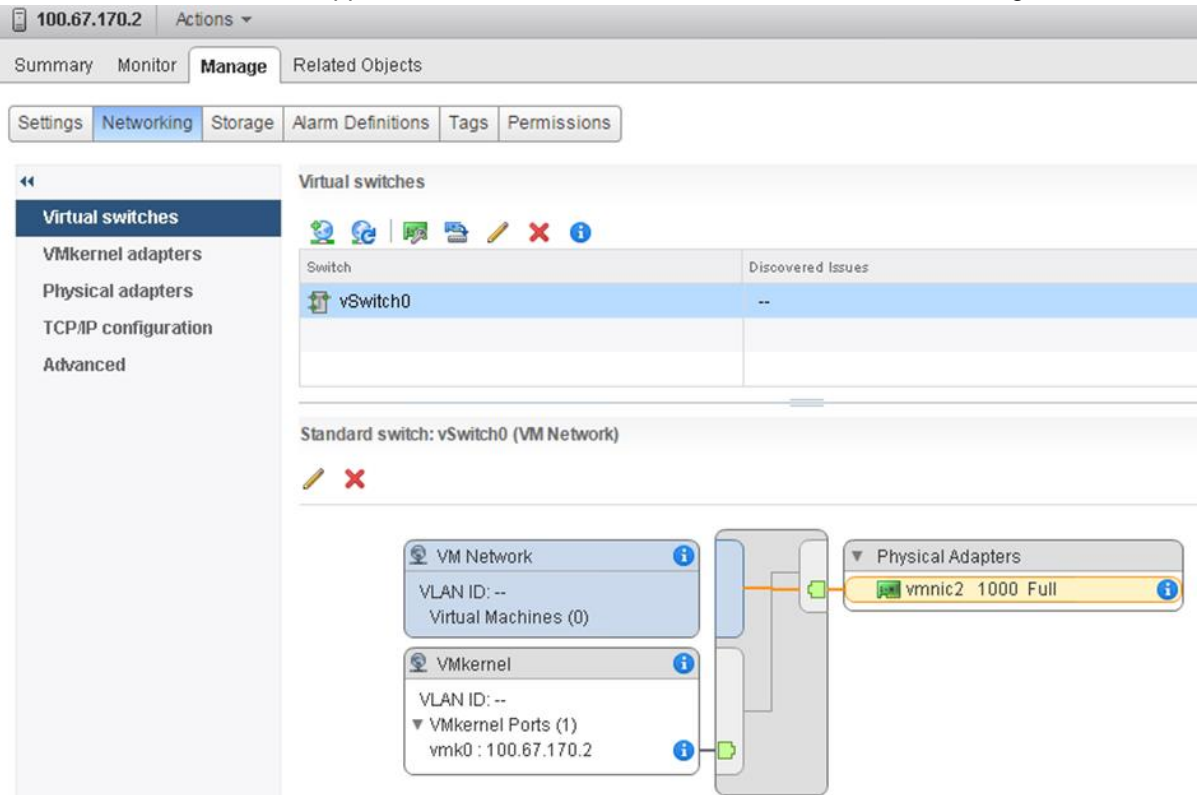 100.67.170.2 Actions
Summary Monitor Manage Related Objects
Settings Networking Storage Alarm Definitions Tags Permissions
Virtual switches
Virtual switches
VMkernel adapters
Physical adapters
TCP/IP configuration
Advanced
Switch Discovered Issues
vSwitch0 --
Standard switch: vSwitch0 (VM Network)
VM Network
VLAN ID: --
Virtual Machines (0)
Physical Adapters
vmnic2 1000 Full
VMkernel
VLAN ID: --
VMkernel Ports (1)
vmk0 : 100.67.170.2